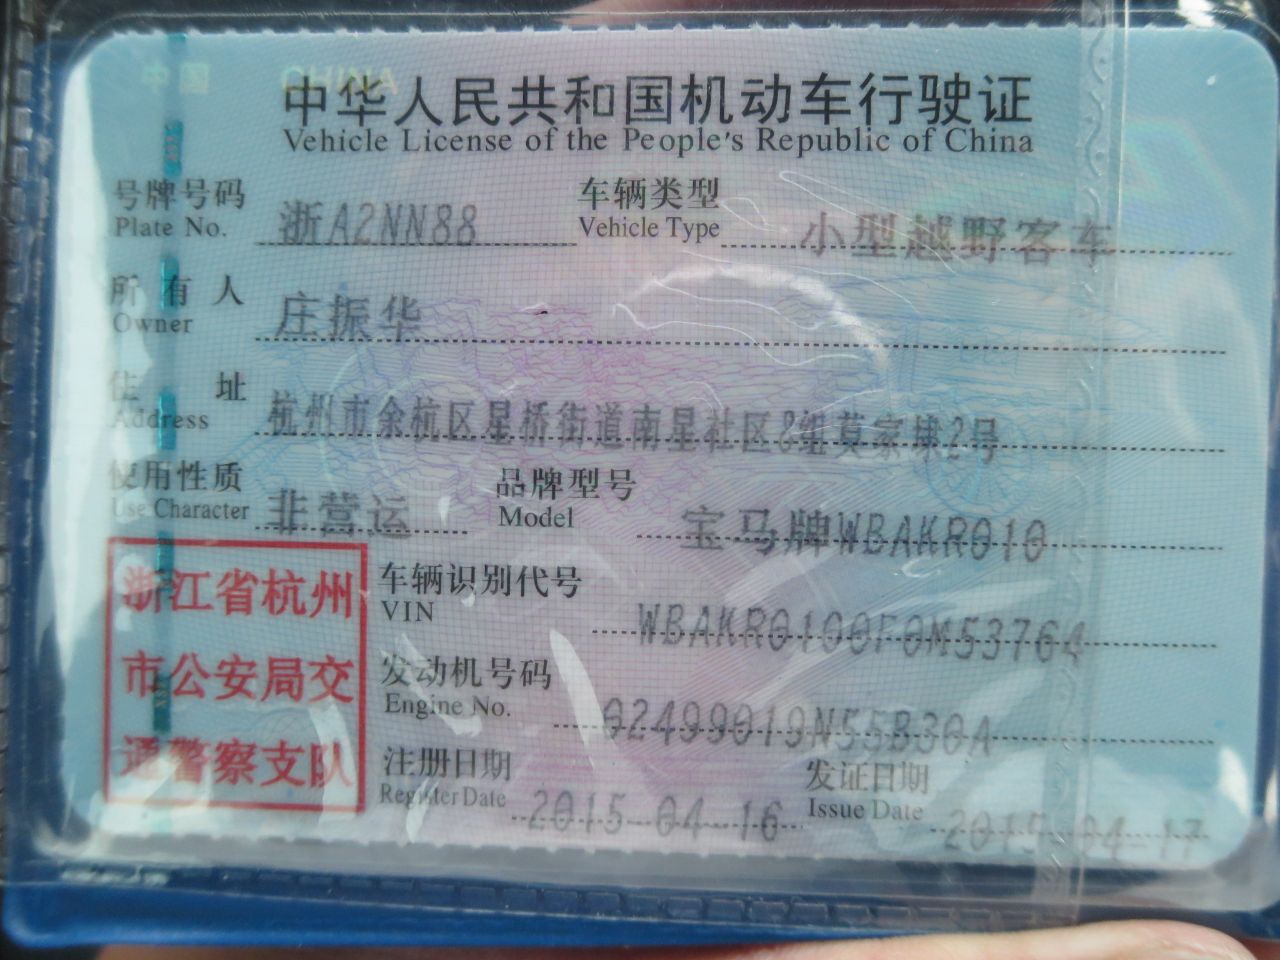 中华人民共和国机动车行驶证
Vehicle License of the People's Republic of China
号牌号码 浙A2NN88 车辆类型 小型越野客车
Plate No. Vehicle Type
所有人 庄振华
Owner
住址 杭州市余杭区星桥街道南星社区8组莫家埭2号
Address
使用性质 非营运 品牌型号 宝马牌WBAKR010
Use Character Model
浙江省杭州
市公安局交
通警察支队
车辆识别代号 WBAKR0100F0M53764
VIN
发动机号码 02499019N55B30A
Engine No.
注册日期 2015-04-16 发证日期 2015-04-17
Register Date Issue Date